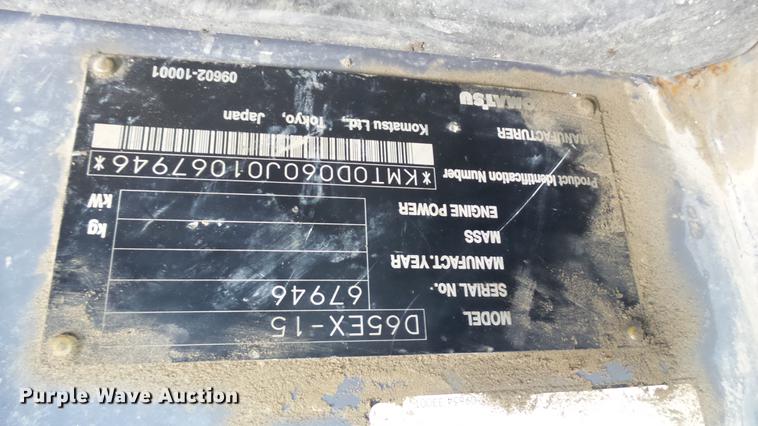 MODEL D65EX-15
SERIAL No. 67946
MANUFACT. YEAR
MASS kg
ENGINE POWER kW
Product Identification Number
*KMT0D060J01067946*
MANUFACTURER Komatsu Ltd. Tokyo, Japan
KOMATSU
09602-10001
Purple Wave Auction